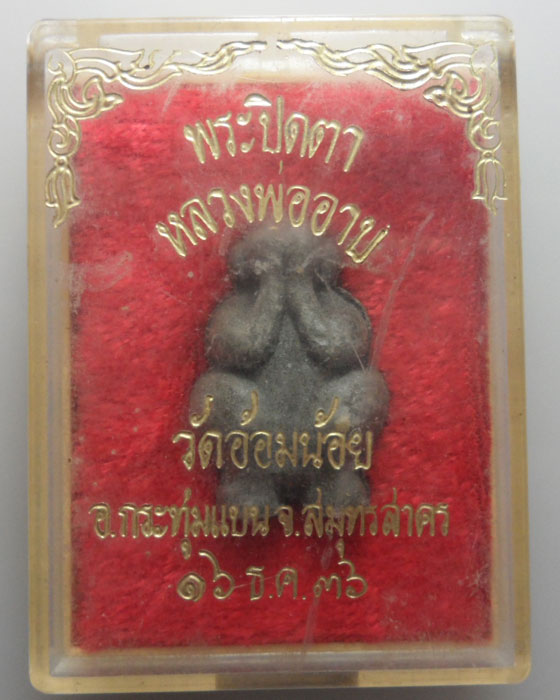 พระปิดตา
หลวงพ่ออาบ
วัดอ้อมน้อย
อ.กระทุ่มแบน จ.สมุทรสาคร
๑๖ ธ.ค. ๓๖